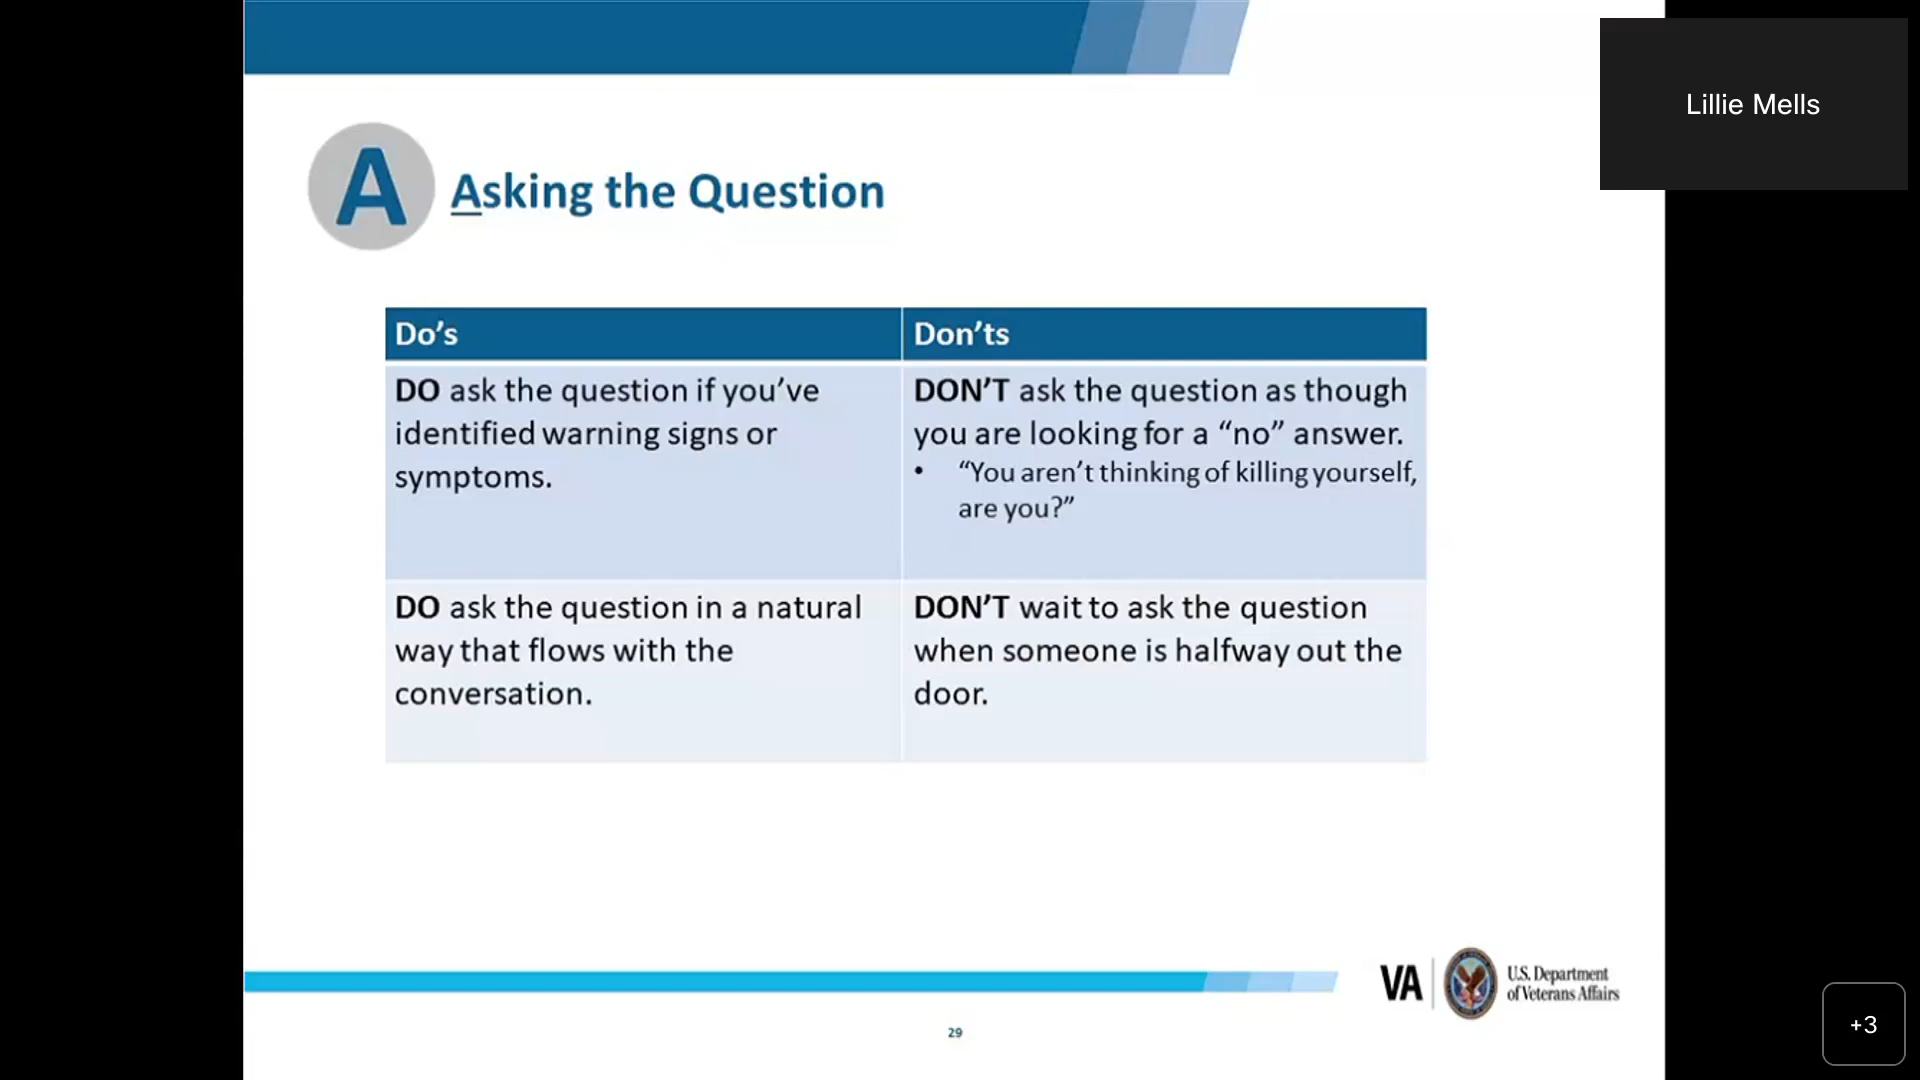 Lillie Mells
A
Asking the Question
Do’s
Don’ts
DO ask the question if you’ve
identified warning signs or
symptoms.
DON’T ask the question as though
you are looking for a “no” answer.
• “You aren’t thinking of killing yourself,
are you?”
DO ask the question in a natural
way that flows with the
conversation.
DON’T wait to ask the question
when someone is halfway out the
door.
VA
U.S. Department
of Veterans Affairs
29
+3